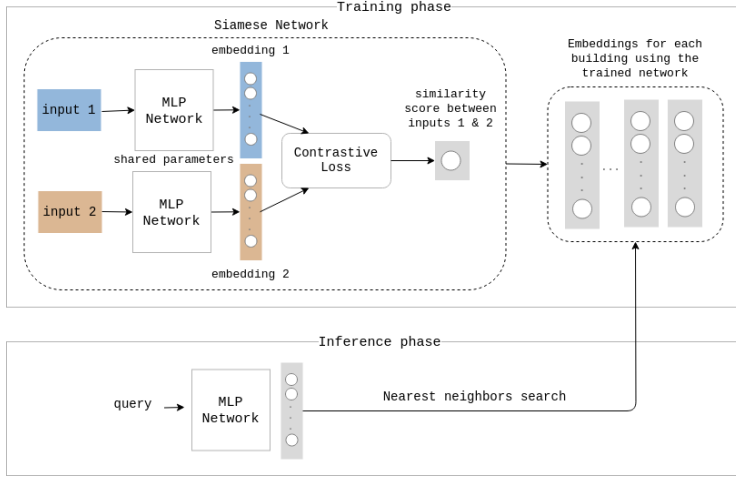 Training phase
Siamese Network
embedding 1
input 1
MLP
Network
shared parameters
input 2
MLP
Network
embedding 2
Contrastive
Loss
similarity
score between
inputs 1 & 2
Embeddings for each
building using the
trained network
...
Inference phase
query
MLP
Network
Nearest neighbors search